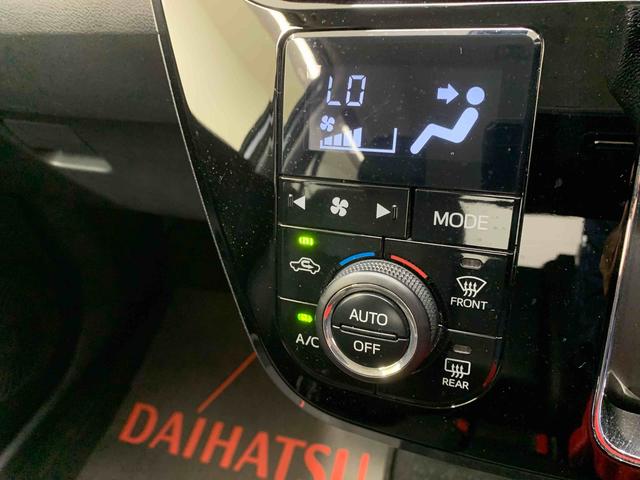 LO
MODE
FRONT
AUTO
OFF
A/C
REAR
DAIHATSU